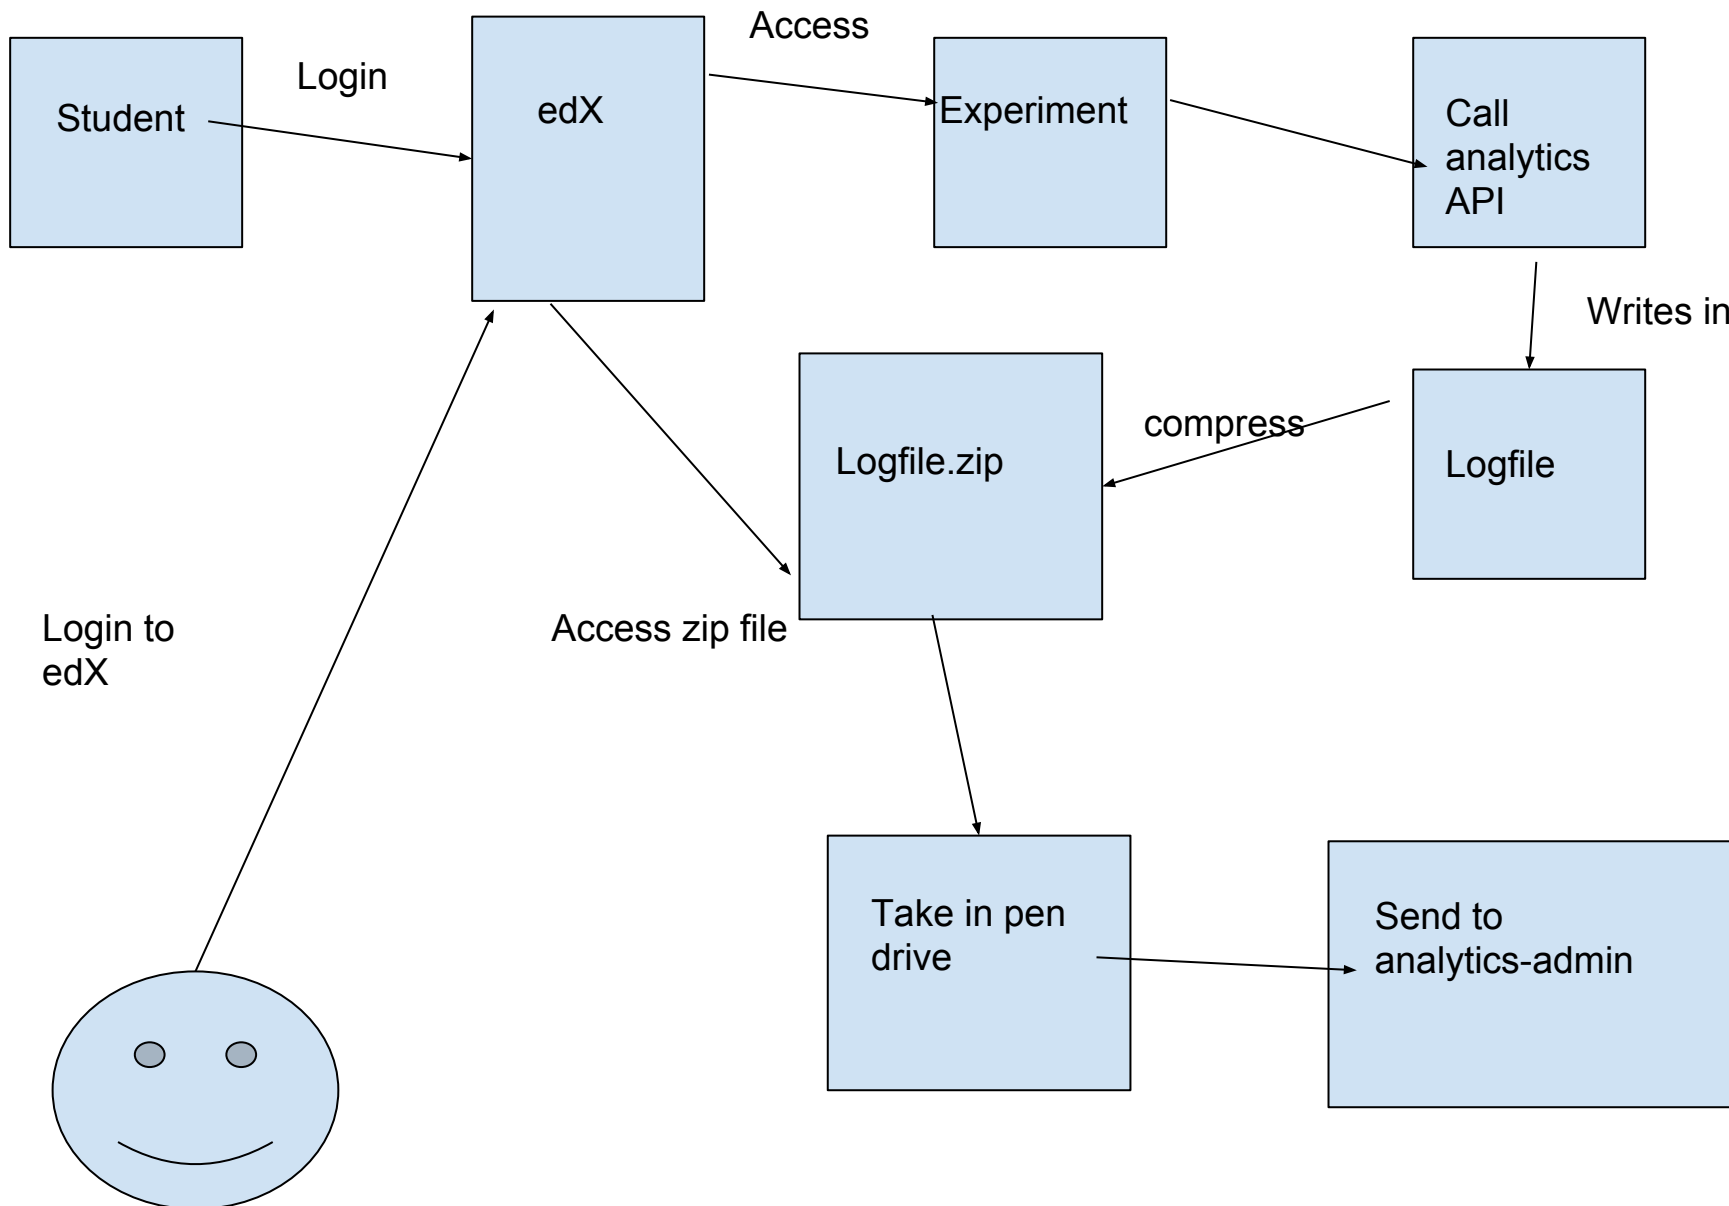 Access
Login
Student
edX
Experiment
Call
analytics
API
Writes in
compress
Logfile.zip
Logfile
Login to
edX
Access zip file
Take in pen
drive
Send to
analytics-admin